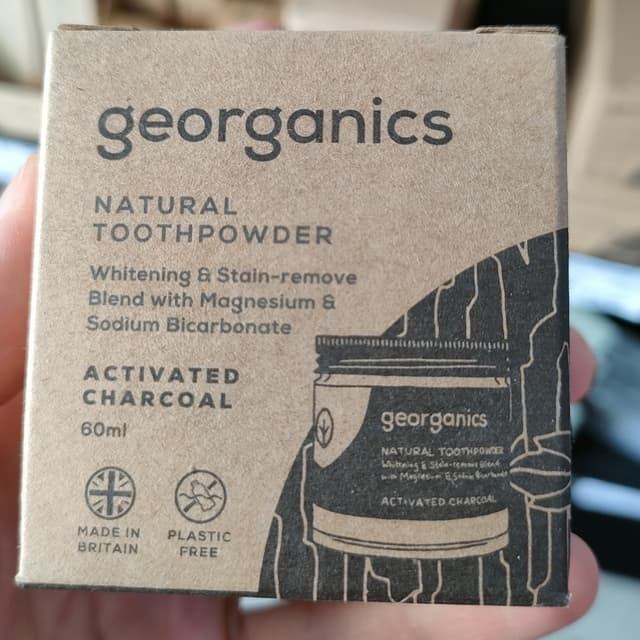 georganics
NATURAL
TOOTHPOWDER
Whitening & Stain-remove
Blend with Magnesium &
Sodium Bicarbonate
ACTIVATED
CHARCOAL
60ml
MADE IN
BRITAIN
PLASTIC
FREE
georganics
NATURAL TOOTHPOWDER
Whitening & Stain-remove Blend
with Magnesium & Sodium Bicarbonate
ACTIVATED CHARCOAL